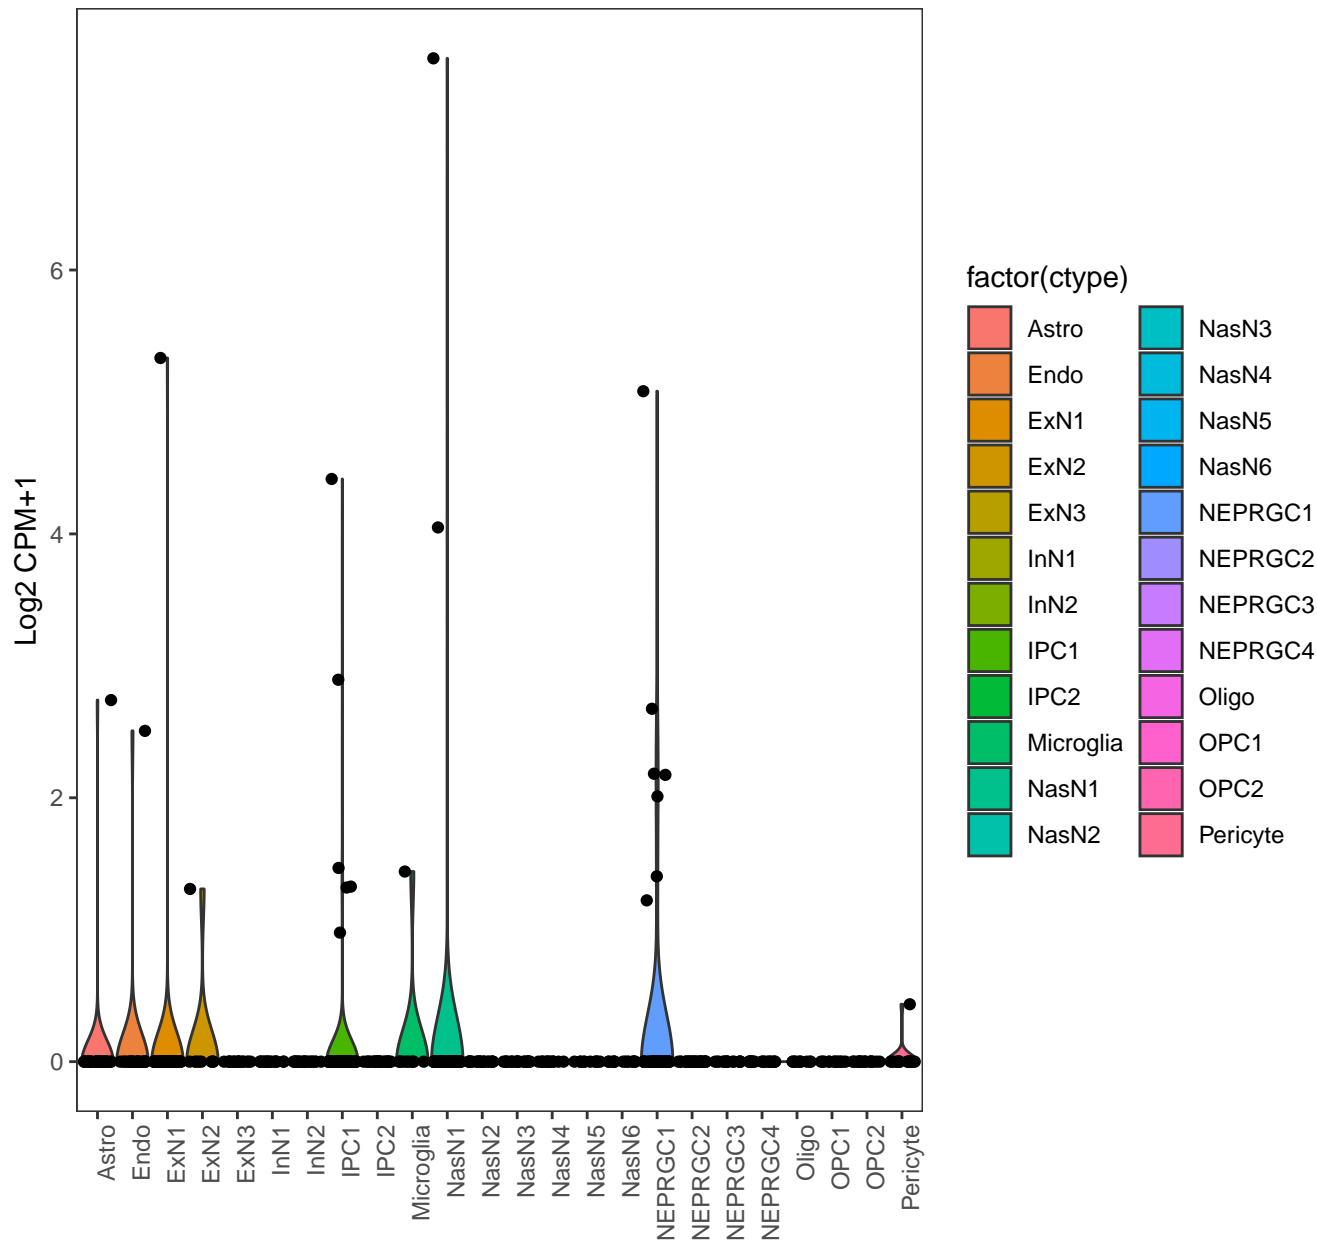 Log2 CPM+1
6
4
2
0
Astro
Endo
ExN1
ExN2
ExN3
InN1
InN2
IPC1
IPC2
Microglia
NasN1
NasN2
NasN3
NasN4
NasN5
NasN6
NEPRGC1
NEPRGC2
NEPRGC3
NEPRGC4
Oligo
OPC1
OPC2
Pericyte
factor(ctype)
Astro
Endo
ExN1
ExN2
ExN3
InN1
InN2
IPC1
IPC2
Microglia
NasN1
NasN2
NasN3
NasN4
NasN5
NasN6
NEPRGC1
NEPRGC2
NEPRGC3
NEPRGC4
Oligo
OPC1
OPC2
Pericyte